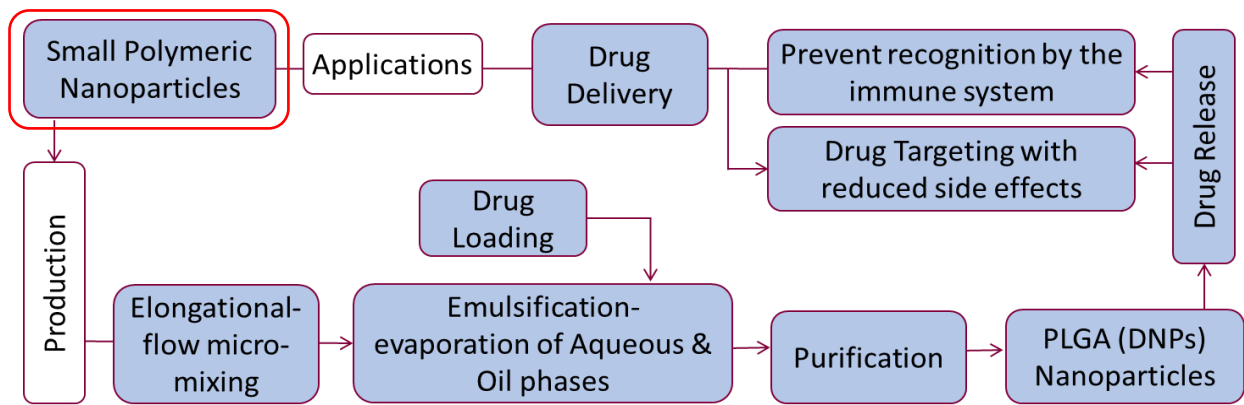 Small Polymeric
Nanoparticles
Applications
Drug
Delivery
Prevent recognition by the
immune system
Drug Targeting with
reduced side effects
Drug Release
Drug
Loading
Production
Elongational-
flow micro-
mixing
Emulsification-
evaporation of Aqueous &
Oil phases
Purification
PLGA (DNPs)
Nanoparticles